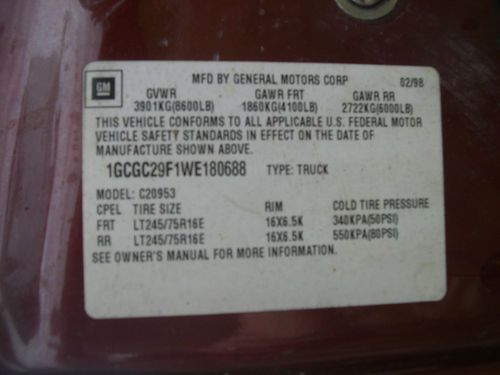 MFD BY GENERAL MOTORS CORP 02/98
GM
GVWR GAWR FRT GAWR RR
3901KG(8600LB) 1860KG(4100LB) 2722KG(6000LB)
THIS VEHICLE CONFORMS TO ALL APPLICABLE U.S. FEDERAL MOTOR
VEHICLE SAFETY STANDARDS IN EFFECT ON THE DATE OF
MANUFACTURE SHOWN ABOVE.
1GCGC29F1WE180688 TYPE: TRUCK
MODEL: C20953
CPEL TIRE SIZE RIM COLD TIRE PRESSURE
FRT LT245/75R16E 16X6.5K 340KPA(50PSI)
RR LT245/75R16E 16X6.5K 550KPA(80PSI)
SEE OWNER'S MANUAL FOR MORE INFORMATION.